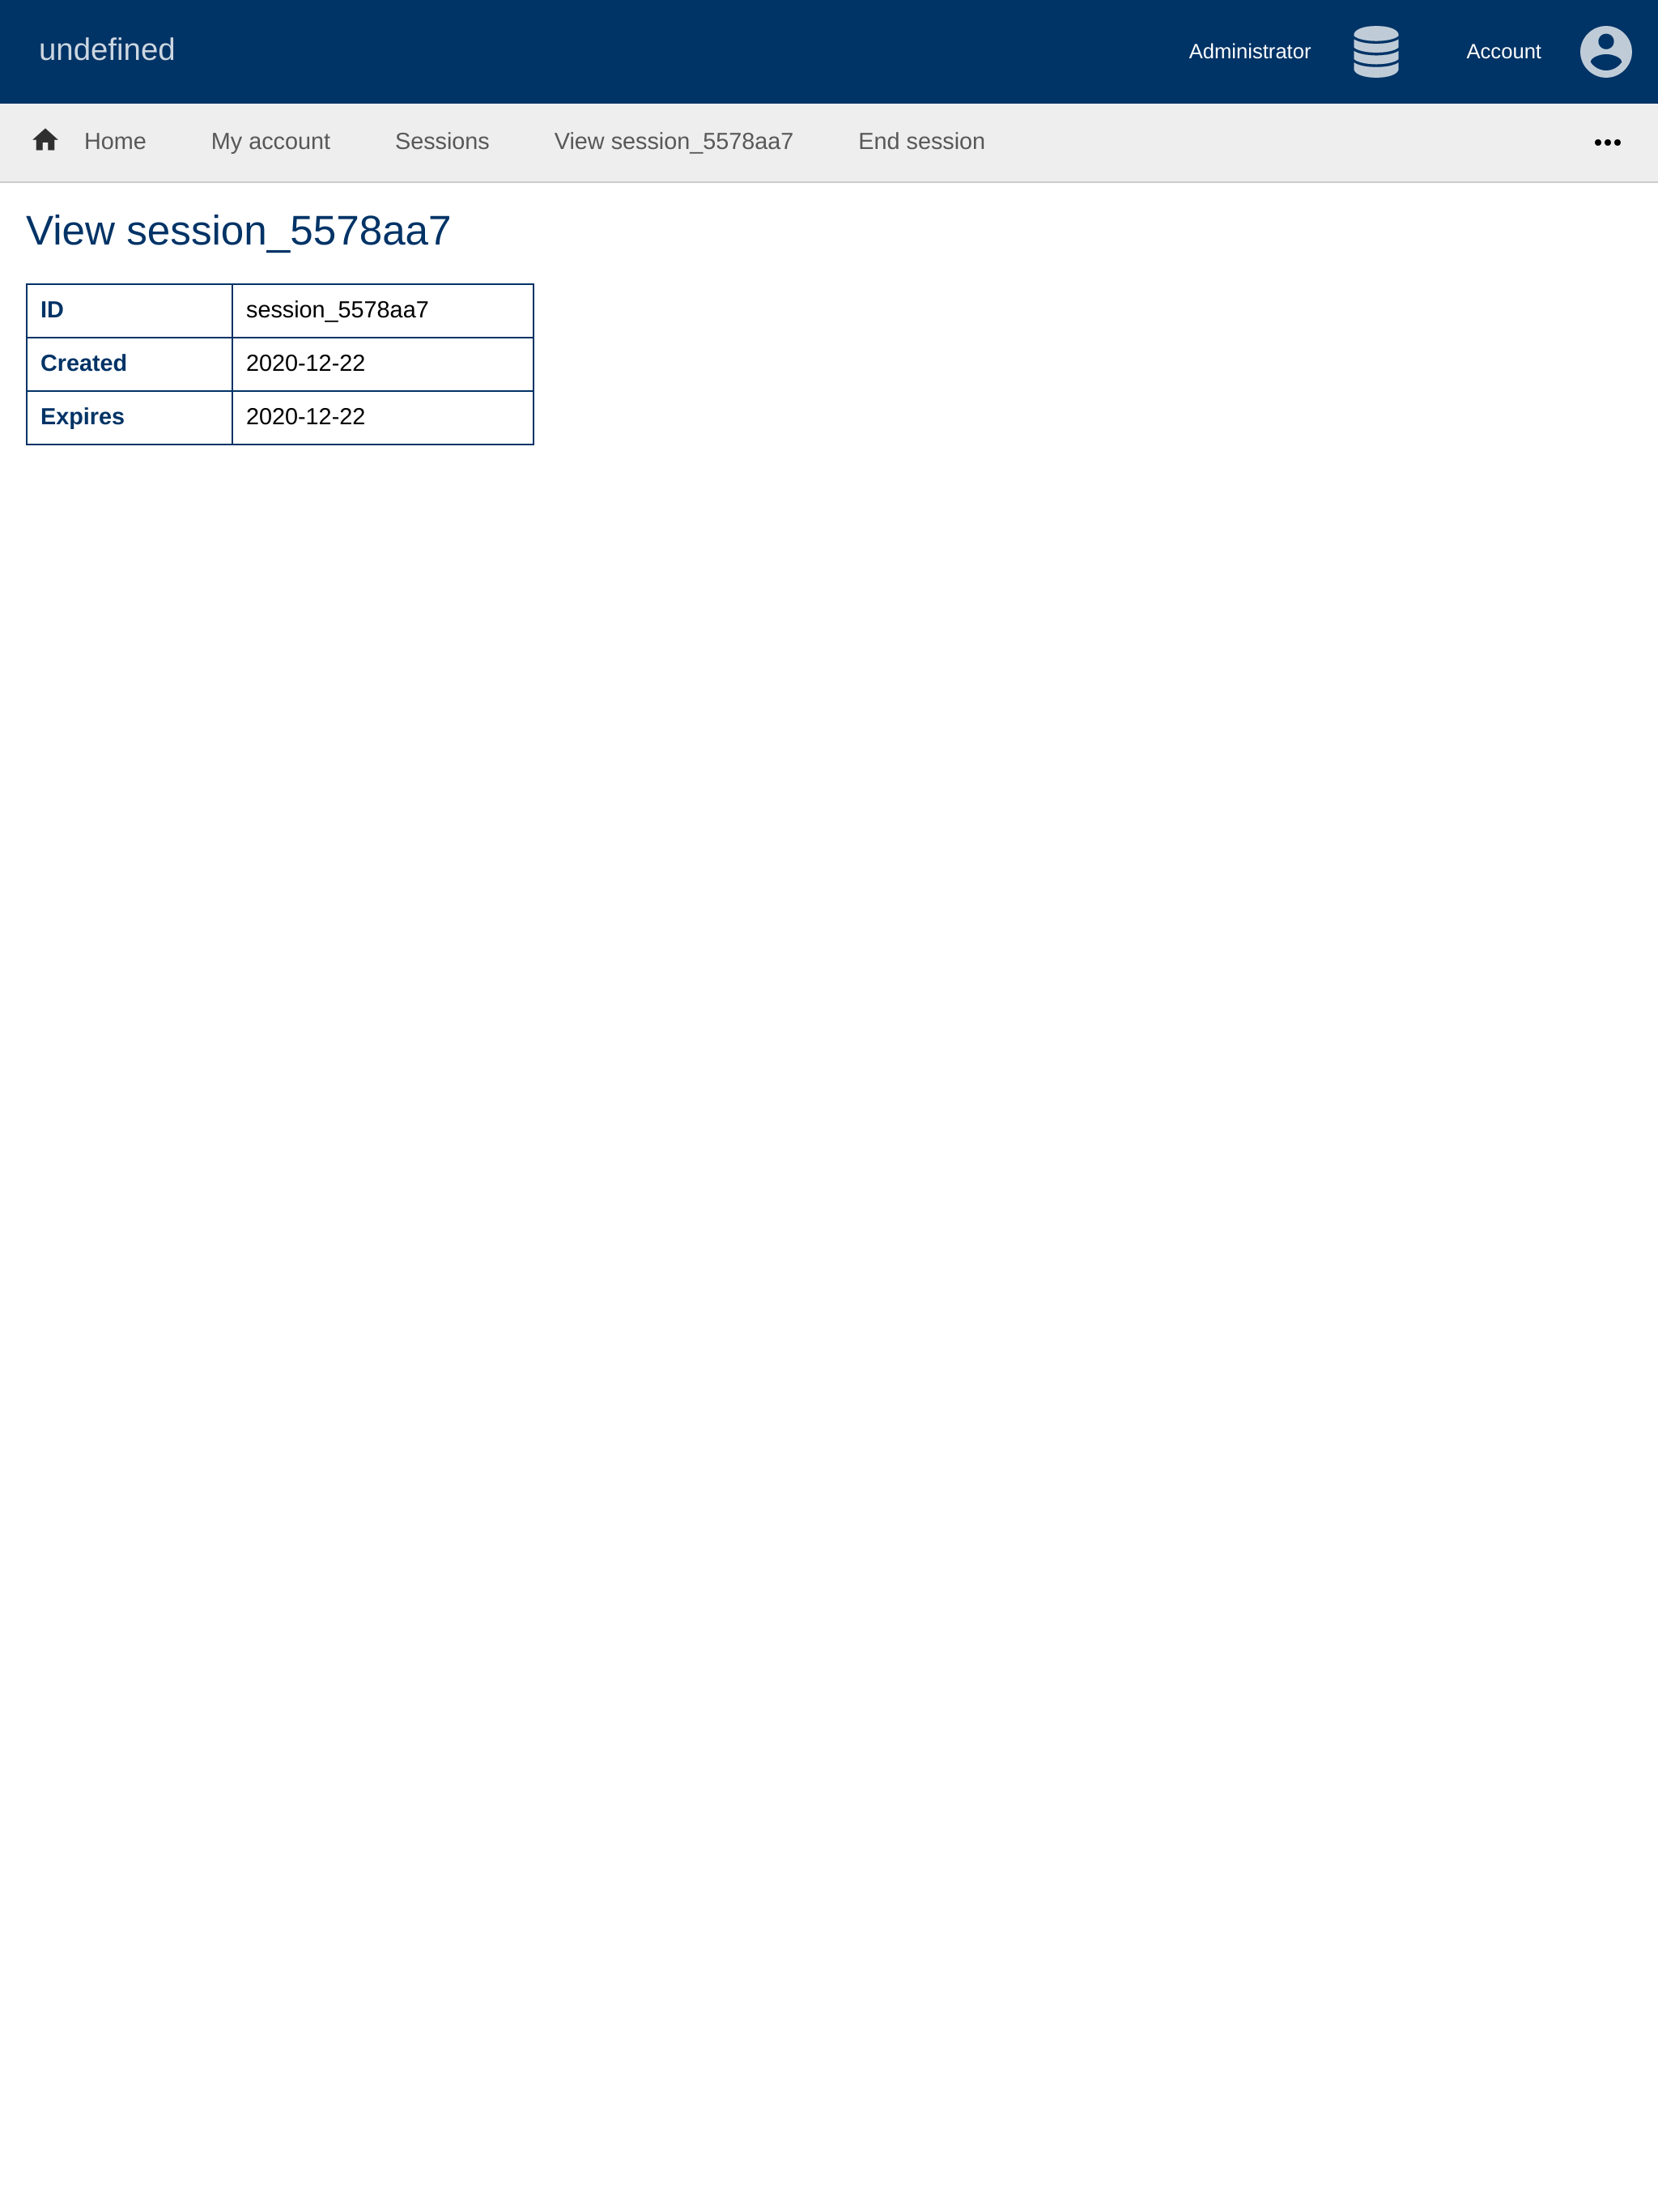 undefined Administrator Account
Home My account Sessions View session_5578aa7 End session
View session_5578aa7
ID session_5578aa7
Created 2020-12-22
Expires 2020-12-22